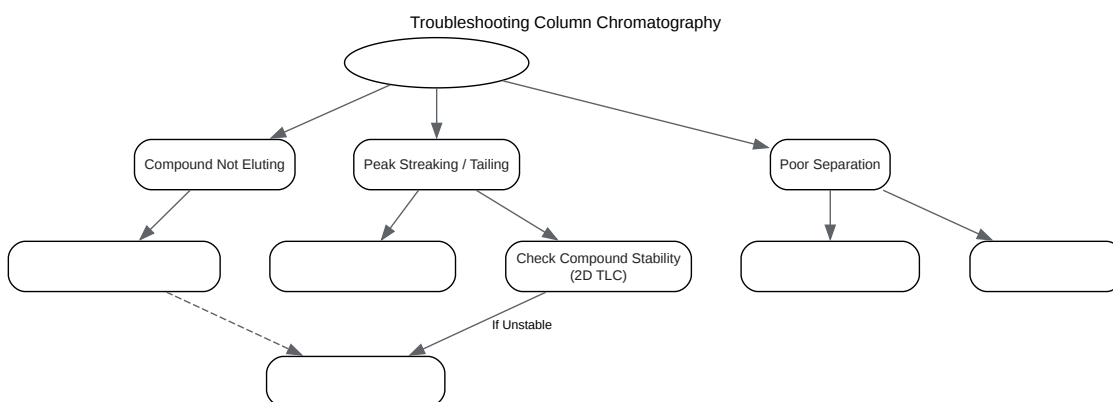 Troubleshooting Column Chromatography
Compound Not Eluting
Peak Streaking / Tailing
Poor Separation
Check Compound Stability
(2D TLC)
If Unstable